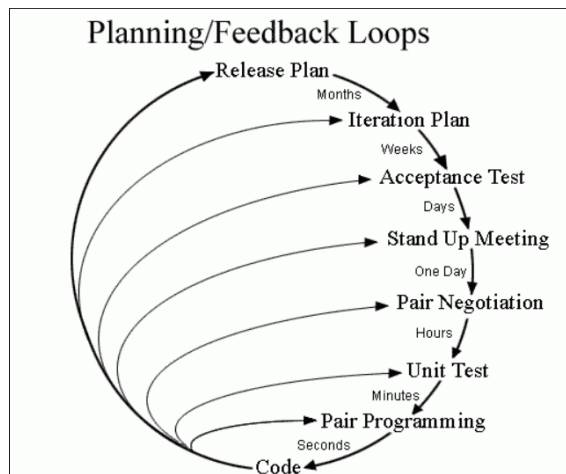 Planning/Feedback Loops
Release Plan
Months
Iteration Plan
Weeks
Acceptance Test
Days
Stand Up Meeting
One Day
Pair Negotiation
Hours
Unit Test
Minutes
Pair Programming
Seconds
Code